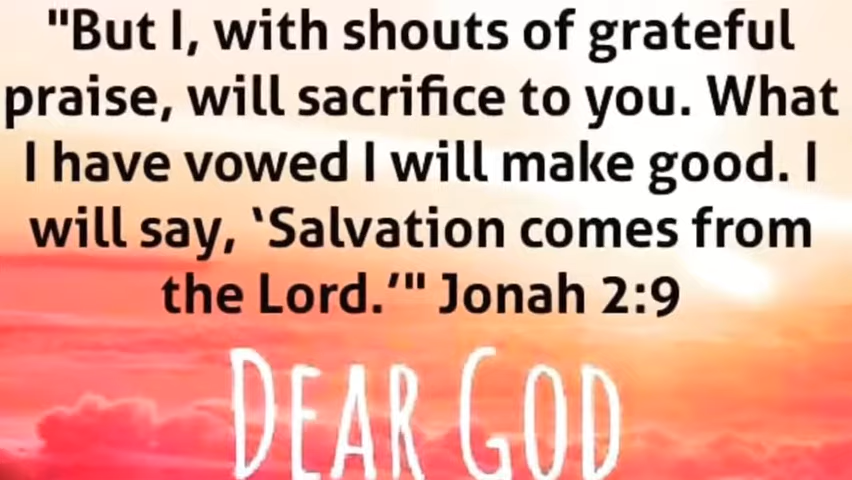 "But I, with shouts of grateful
praise, will sacrifice to you. What
I have vowed I will make good. I
will say, ‘Salvation comes from
the Lord.’" Jonah 2:9
DEAR GOD